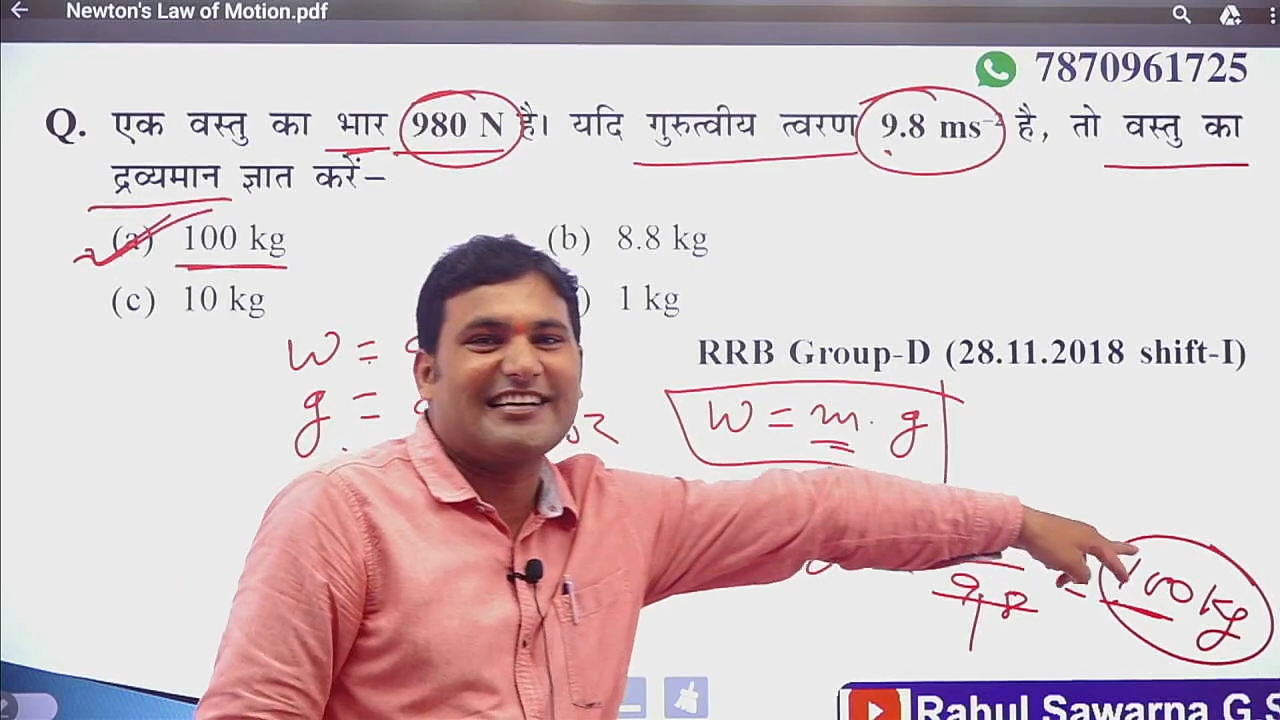 Newton's Law of Motion.pdf
7870961725
Q. एक वस्तु का भार 980 N है। यदि गुरुत्वीय त्वरण 9.8 ms⁻² है, तो वस्तु का
द्रव्यमान ज्ञात करें–
(a) 100 kg (b) 8.8 kg
(c) 10 kg ) 1 kg
RRB Group-D (28.11.2018 shift-I)
W =
g =
W = m. g
9.8 = 100 kg
Rahul Sawarna G.S